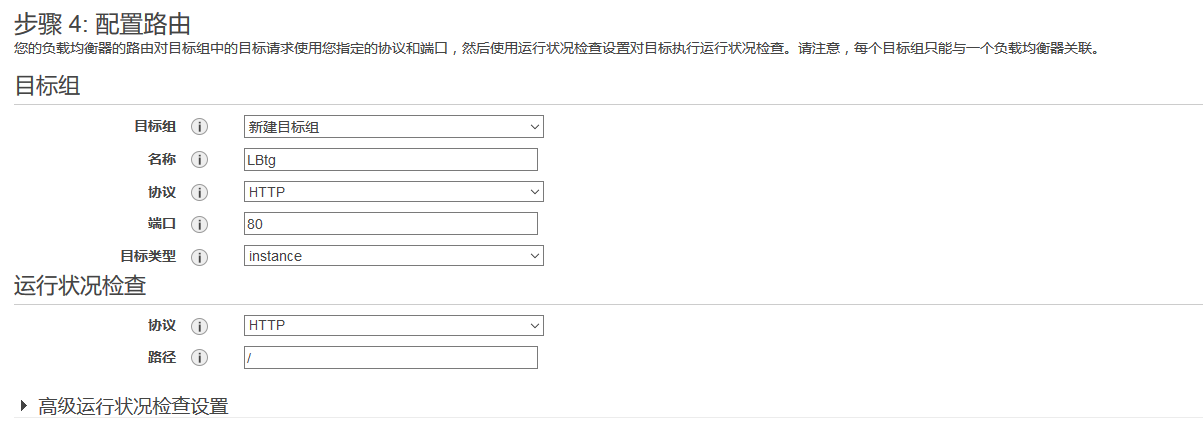 步骤 4: 配置路由
您的负载均衡器的路由对目标组中的目标请求使用您指定的协议和端口，然后使用运行状况检查设置对目标执行运行状况检查。请注意，每个目标组只能与一个负载均衡器关联。
目标组
目标组 i 新建目标组
名称 i LBtg
协议 i HTTP
端口 i 80
目标类型 i instance
运行状况检查
协议 i HTTP
路径 i /
高级运行状况检查设置